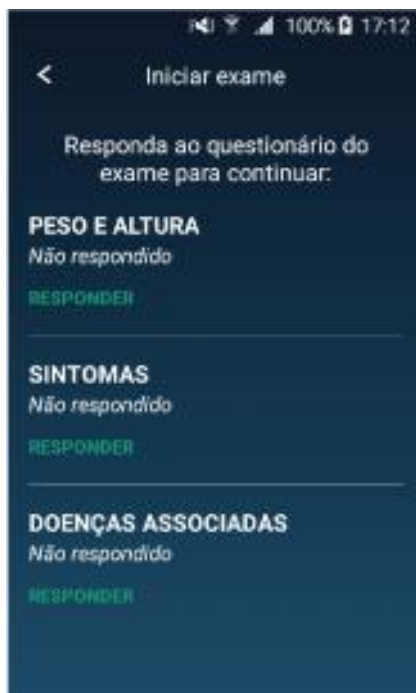 100% 17:12
< Iniciar exame
Responda ao questionário do
exame para continuar:
PESO E ALTURA
Não respondido
RESPONDER
SINTOMAS
Não respondido
RESPONDER
DOENÇAS ASSOCIADAS
Não respondido
RESPONDER